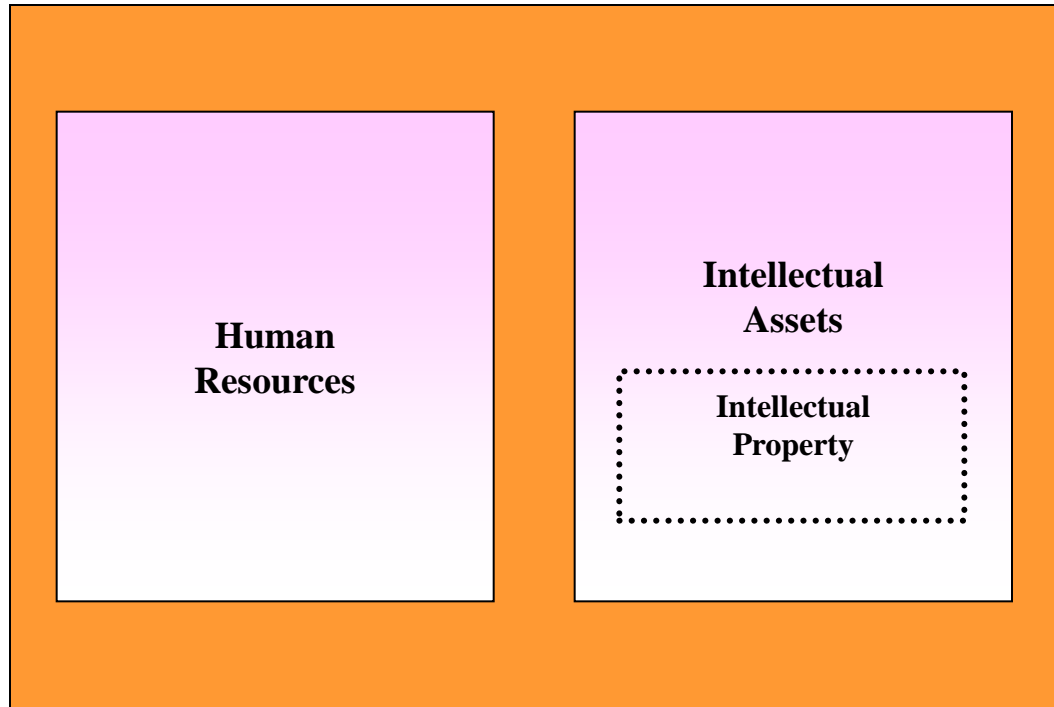 Human
Resources
Intellectual
Assets
Intellectual
Property